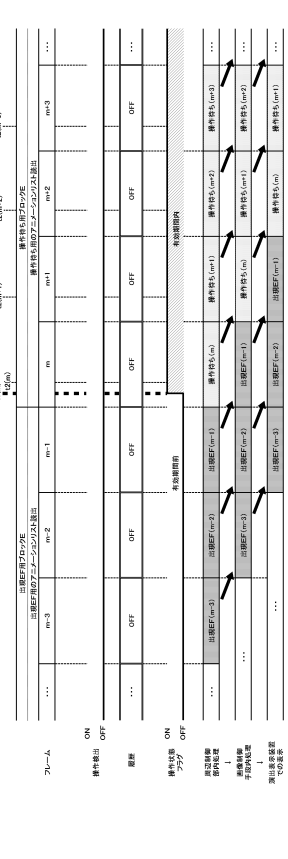 出現EF用ブロックE
操作待ち用ブロックE
出現EF用のアニメーションリスト読出
操作待ち用のアニメーションリスト読出
t2(m)
フレーム
…
m-3
m-2
m-1
m
m+1
m+2
m+3
…
操作検出
ON
OFF
履歴
…
OFF
OFF
OFF
OFF
OFF
OFF
OFF
…
操作状態
フラグ
ON
OFF
有効期間前
有効期間内
周辺制御
部内処理
…
出現EF(m-3)
出現EF(m-2)
出現EF(m-1)
操作待ち(m)
操作待ち(m+1)
操作待ち(m+2)
操作待ち(m+3)
…
↓
画像制御
手段内処理
…
出現EF(m-3)
出現EF(m-2)
出現EF(m-1)
操作待ち(m)
操作待ち(m+1)
操作待ち(m+2)
…
↓
演出表示装置
での表示
…
出現EF(m-3)
出現EF(m-2)
出現EF(m-1)
操作待ち(m)
操作待ち(m+1)
…